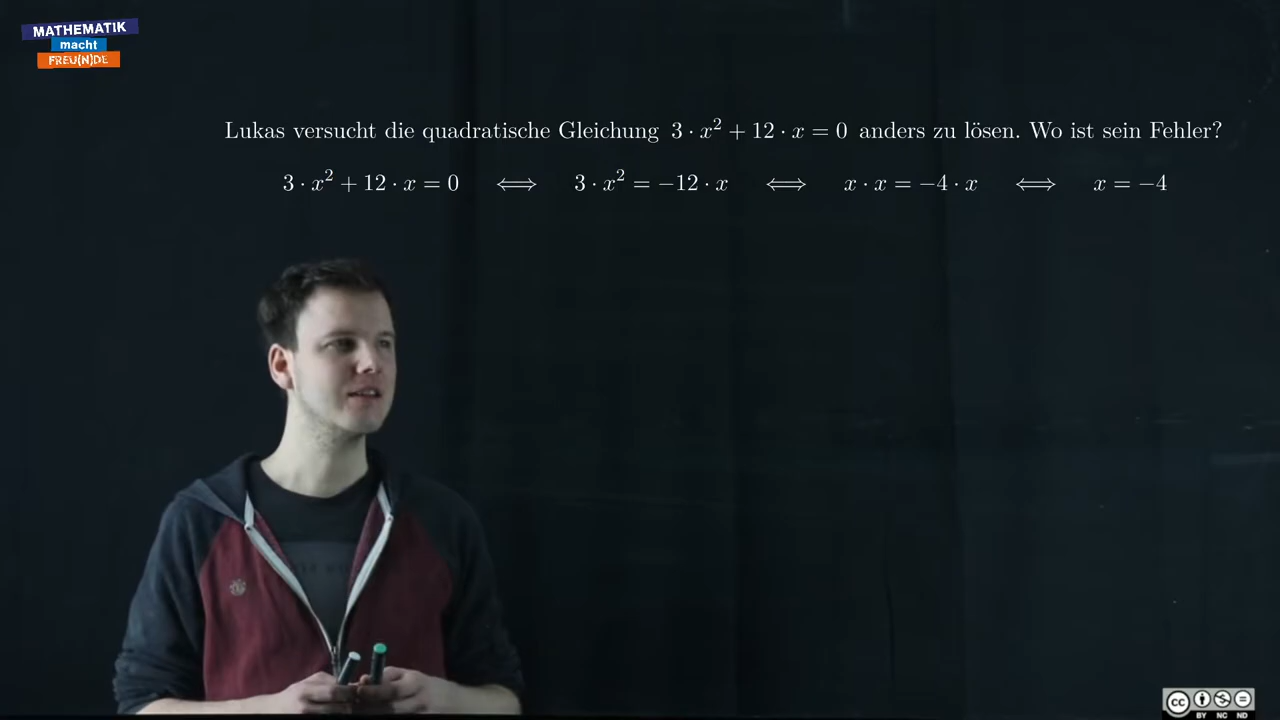 MATHEMATIK
macht
FREU(N)DE
Lukas versucht die quadratische Gleichung 3 · x² + 12 · x = 0 anders zu lösen. Wo ist sein Fehler?
3 · x² + 12 · x = 0 ⟺ 3 · x² = −12 · x ⟺ x · x = −4 · x ⟺ x = −4
cc BY NC ND